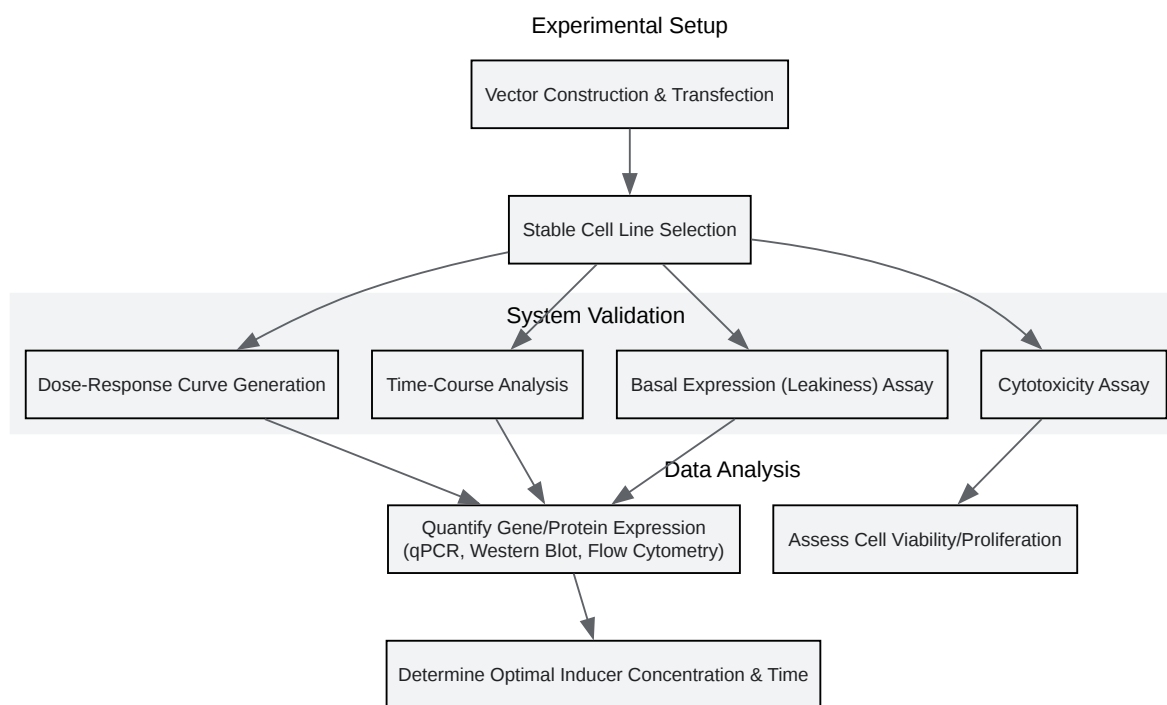 Experimental Setup
Vector Construction & Transfection
Stable Cell Line Selection
System Validation
Dose-Response Curve Generation
Time-Course Analysis
Basal Expression (Leakiness) Assay
Cytotoxicity Assay
Data Analysis
Quantify Gene/Protein Expression
(qPCR, Western Blot, Flow Cytometry)
Assess Cell Viability/Proliferation
Determine Optimal Inducer Concentration & Time